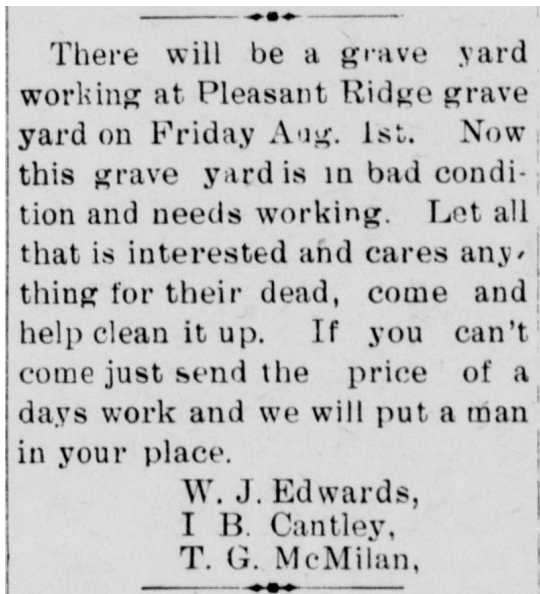 There will be a grave yard
working at Pleasant Ridge grave
yard on Friday Aug. 1st. Now
this grave yard is in bad condi-
tion and needs working. Let all
that is interested and cares any-
thing for their dead, come and
help clean it up. If you can't
come just send the price of a
days work and we will put a man
in your place.
W. J. Edwards,
I B. Cantley,
T. G. McMilan,